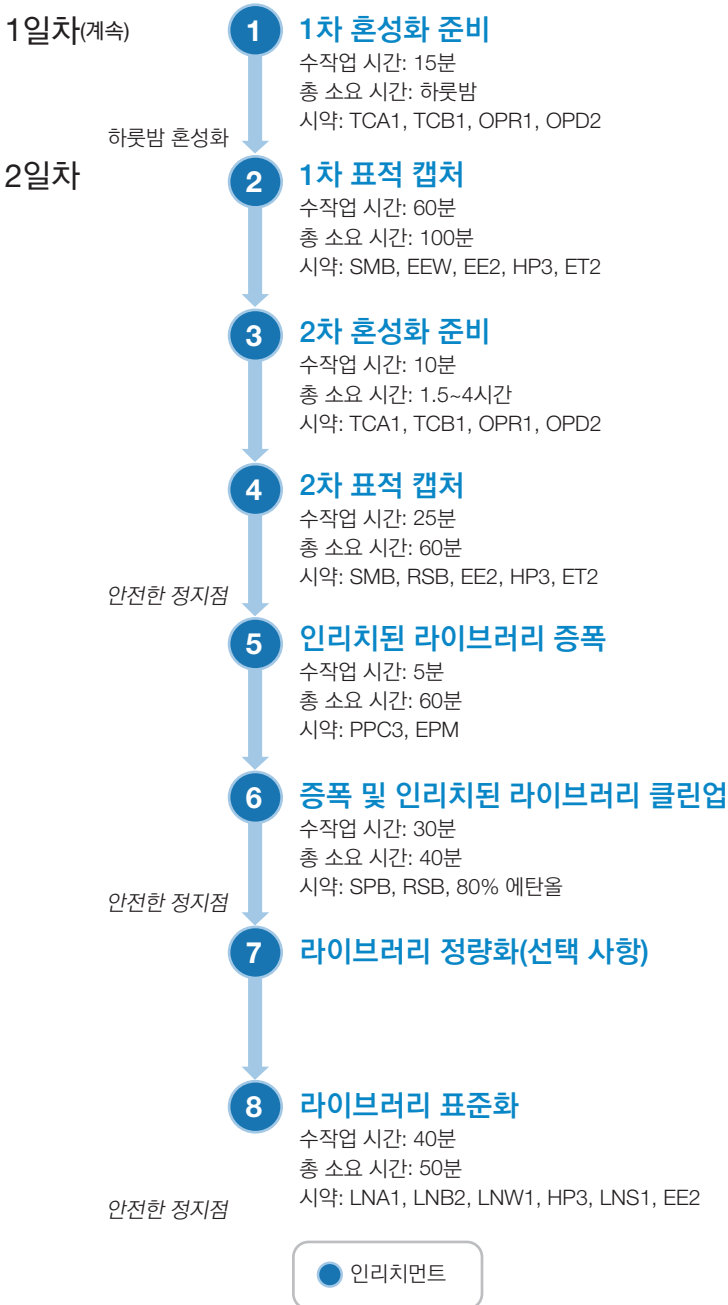 1일차(계속)
1
1차 혼성화 준비
수작업 시간: 15분
총 소요 시간: 하룻밤
시약: TCA1, TCB1, OPR1, OPD2
하룻밤 혼성화
2일차
2
1차 표적 캡처
수작업 시간: 60분
총 소요 시간: 100분
시약: SMB, EEW, EE2, HP3, ET2
3
2차 혼성화 준비
수작업 시간: 10분
총 소요 시간: 1.5~4시간
시약: TCA1, TCB1, OPR1, OPD2
4
2차 표적 캡처
수작업 시간: 25분
총 소요 시간: 60분
시약: SMB, RSB, EE2, HP3, ET2
안전한 정지점
5
인리치된 라이브러리 증폭
수작업 시간: 5분
총 소요 시간: 60분
시약: PPC3, EPM
6
증폭 및 인리치된 라이브러리 클린업
수작업 시간: 30분
총 소요 시간: 40분
시약: SPB, RSB, 80% 에탄올
안전한 정지점
7
라이브러리 정량화(선택 사항)
8
라이브러리 표준화
수작업 시간: 40분
총 소요 시간: 50분
시약: LNA1, LNB2, LNW1, HP3, LNS1, EE2
안전한 정지점
인리치먼트